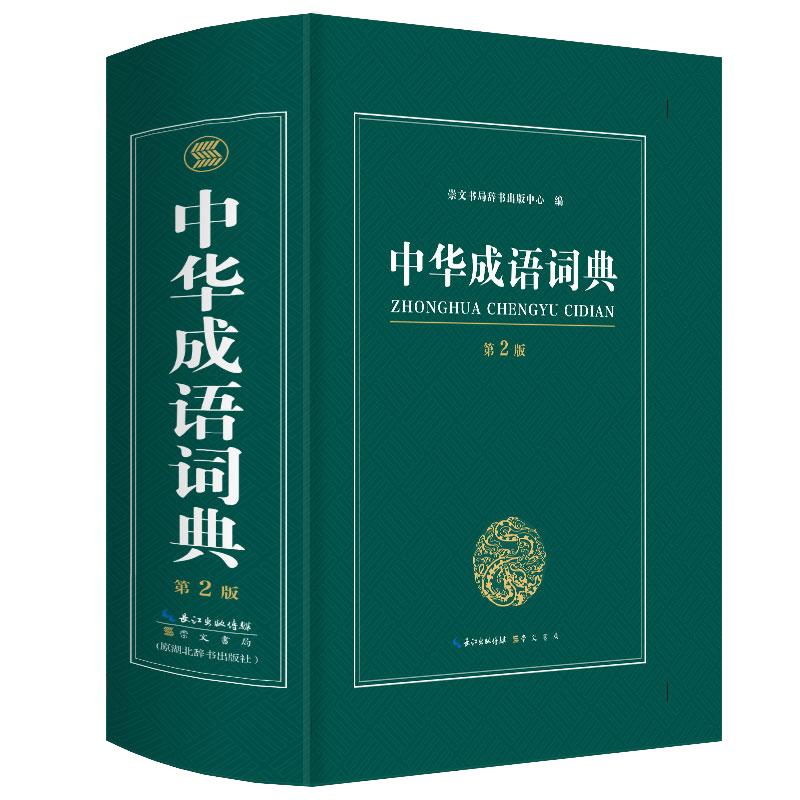 中华成语词典
第2版
长江出版传媒
崇文书局
(原湖北辞书出版社)
崇文书局辞书出版中心 编
中华成语词典
ZHONGHUA CHENGYU CIDIAN
第2版
长江出版传媒 崇文书局